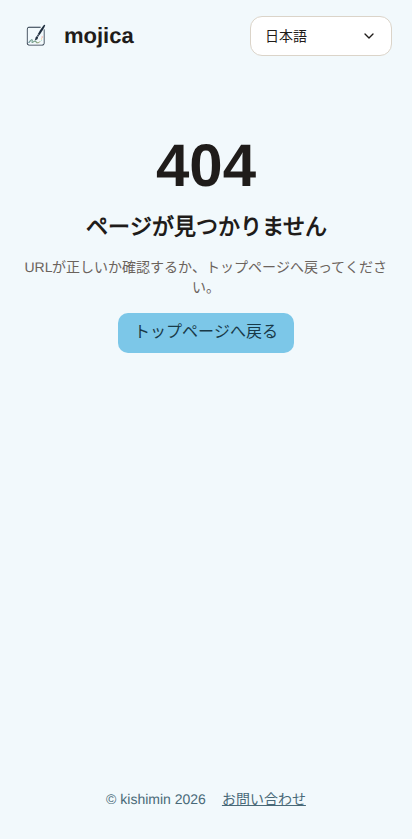 mojica
日本語
404
ページが見つかりません
URLが正しいか確認するか、トップページへ戻ってくださ
い。
トップページへ戻る
© kishimin 2026 お問い合わせ